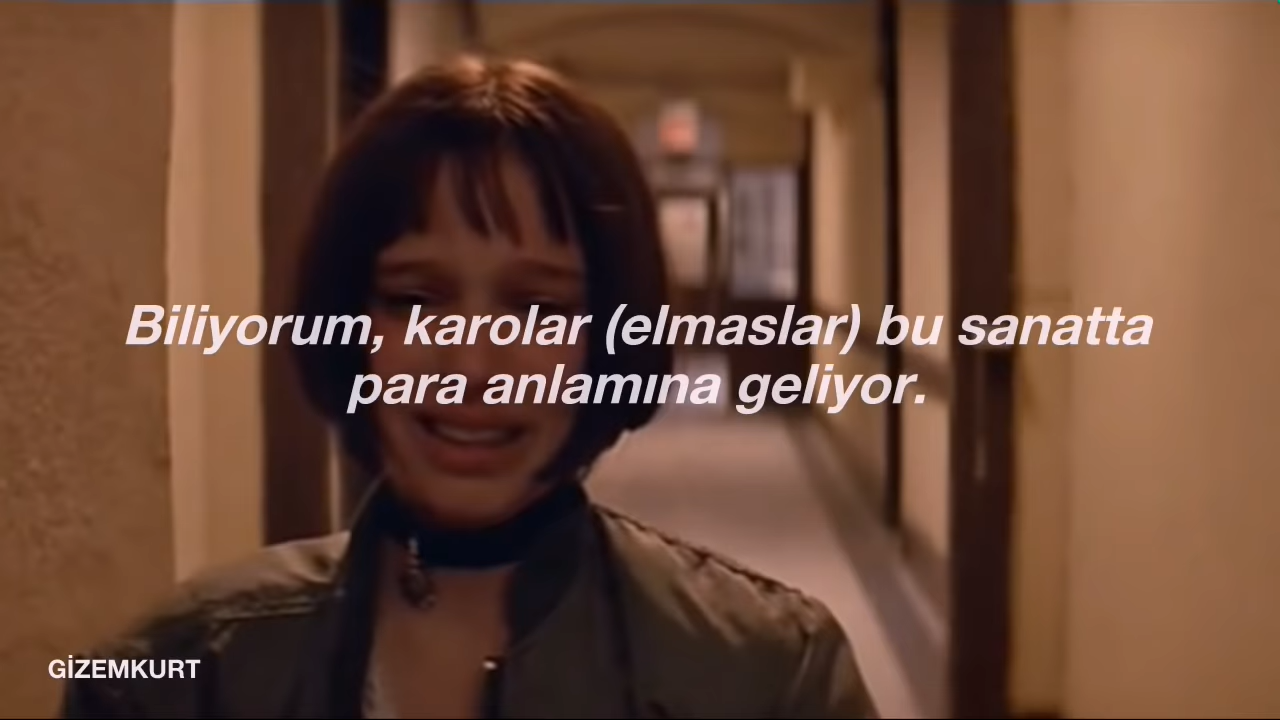 Biliyorum, karolar (elmaslar) bu sanatta
para anlamına geliyor.
GİZEMKURT